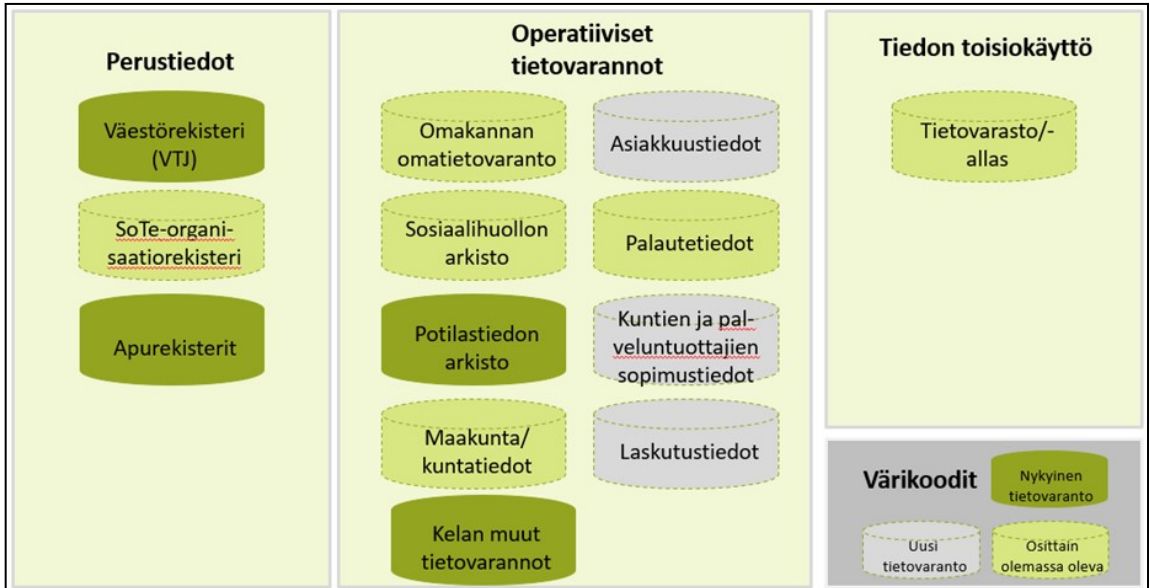 Perustiedot
Väestörekisteri
(VTJ)
SoTe-organi-
saatiorekisteri
Apurekisterit
Operatiiviset
tietovarannot
Omakannan
omatietovaranto
Asiakkuustiedot
Sosiaalihuollon
arkisto
Palautetiedot
Potilastiedon
arkisto
Kuntien ja pal-
veluntuottajien
sopimustiedot
Maakunta/
kuntatiedot
Laskutustiedot
Kelan muut
tietovarannot
Tiedon toisiokäyttö
Tietovarasto/-
allas
Värikoodit
Nykyinen
tietovaranto
Uusi
tietovaranto
Osittain
olemassa oleva